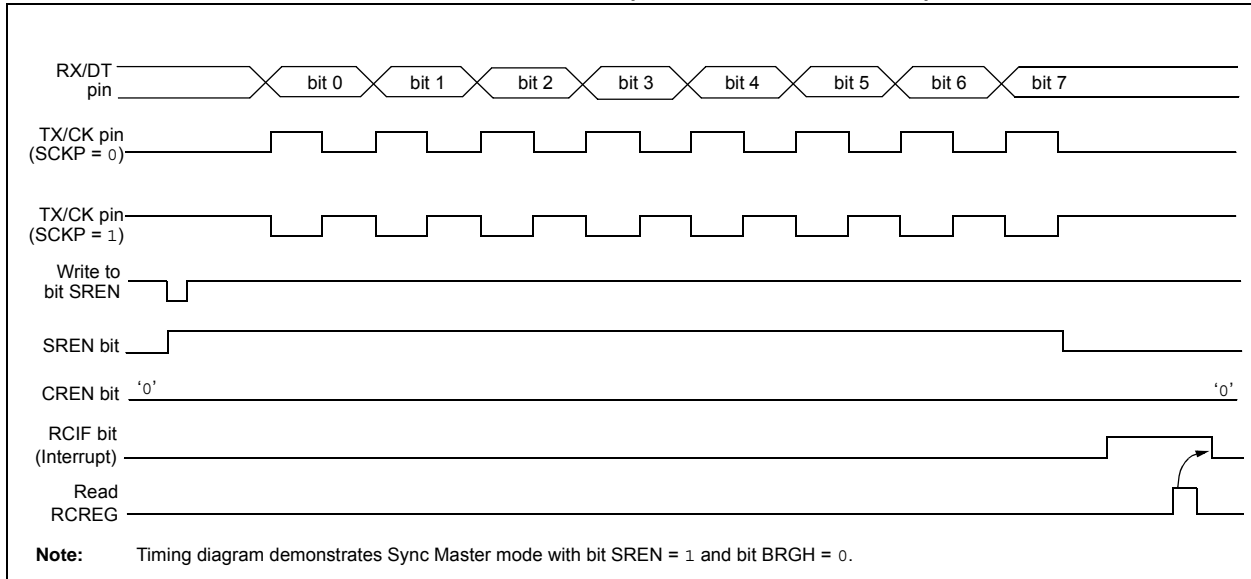 RX/DT
pin
bit 0 bit 1 bit 2 bit 3 bit 4 bit 5 bit 6 bit 7
TX/CK pin
(SCKP = 0)
TX/CK pin
(SCKP = 1)
Write to
bit SREN
SREN bit
CREN bit ‘0’ ‘0’
RCIF bit
(Interrupt)
Read
RCREG
Note: Timing diagram demonstrates Sync Master mode with bit SREN = 1 and bit BRGH = 0.